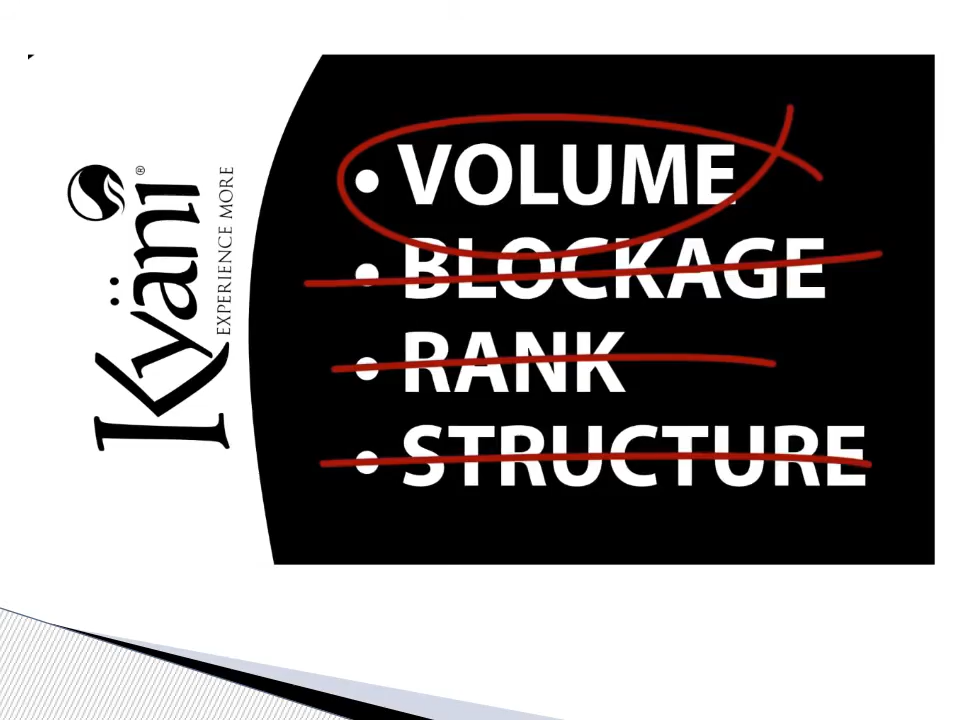 Kyäni®
EXPERIENCE MORE
• VOLUME
• BLOCKAGE
• RANK
• STRUCTURE